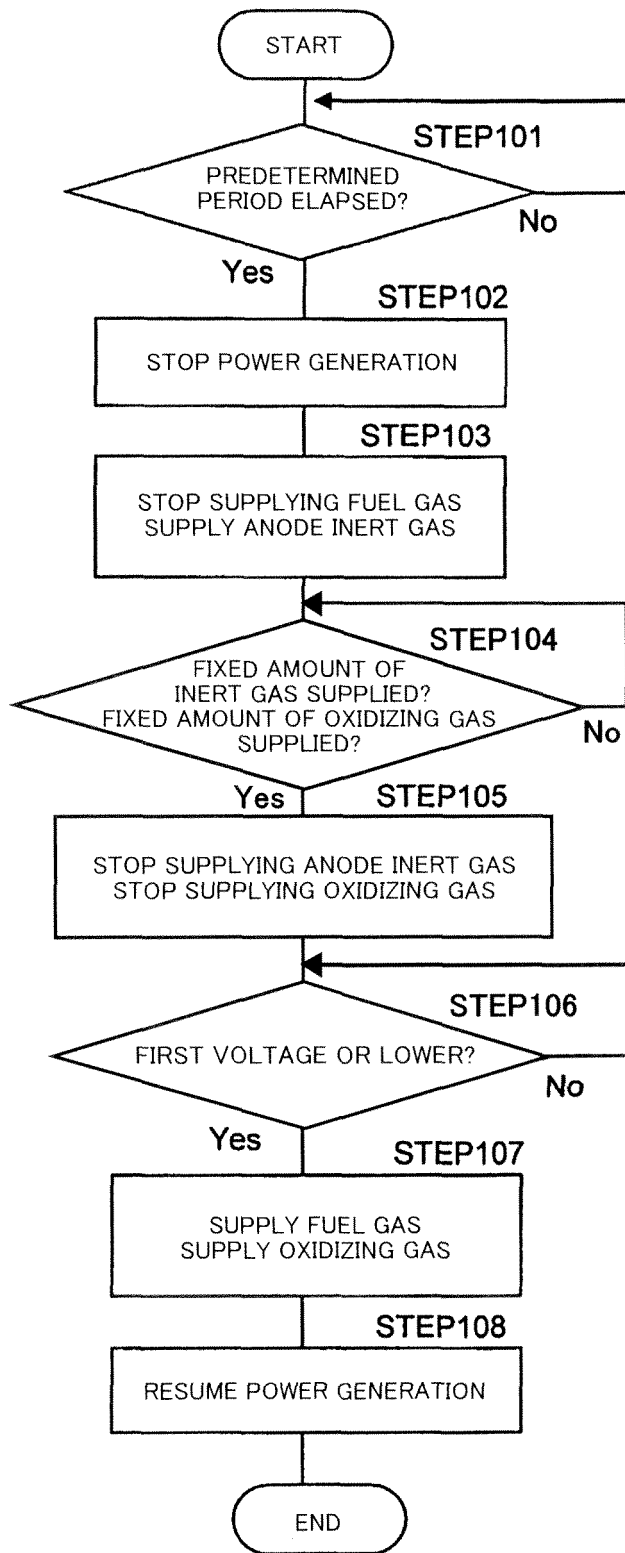 START
STEP101
PREDETERMINED
PERIOD ELAPSED?
No
Yes
STEP102
STOP POWER GENERATION
STEP103
STOP SUPPLYING FUEL GAS
SUPPLY ANODE INERT GAS
STEP104
FIXED AMOUNT OF
INERT GAS SUPPLIED?
FIXED AMOUNT OF OXIDIZING GAS
SUPPLIED?
No
Yes
STEP105
STOP SUPPLYING ANODE INERT GAS
STOP SUPPLYING OXIDIZING GAS
STEP106
FIRST VOLTAGE OR LOWER?
No
Yes
STEP107
SUPPLY FUEL GAS
SUPPLY OXIDIZING GAS
STEP108
RESUME POWER GENERATION
END